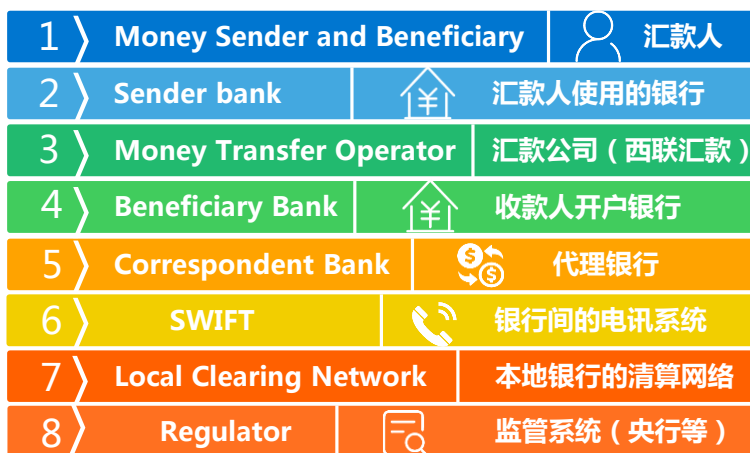 1 Money Sender and Beneficiary 汇款人
2 Sender bank ¥ 汇款人使用的银行
3 Money Transfer Operator 汇款公司（西联汇款）
4 Beneficiary Bank ¥ 收款人开户银行
5 Correspondent Bank $ $ 代理银行
6 SWIFT 银行间的电讯系统
7 Local Clearing Network 本地银行的清算网络
8 Regulator 监管系统（央行等）